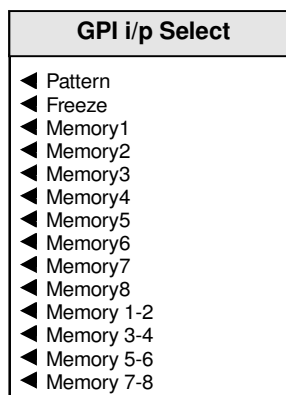 GPI i/p Select
Pattern
Freeze
Memory1
Memory2
Memory3
Memory4
Memory5
Memory6
Memory7
Memory8
Memory 1-2
Memory 3-4
Memory 5-6
Memory 7-8